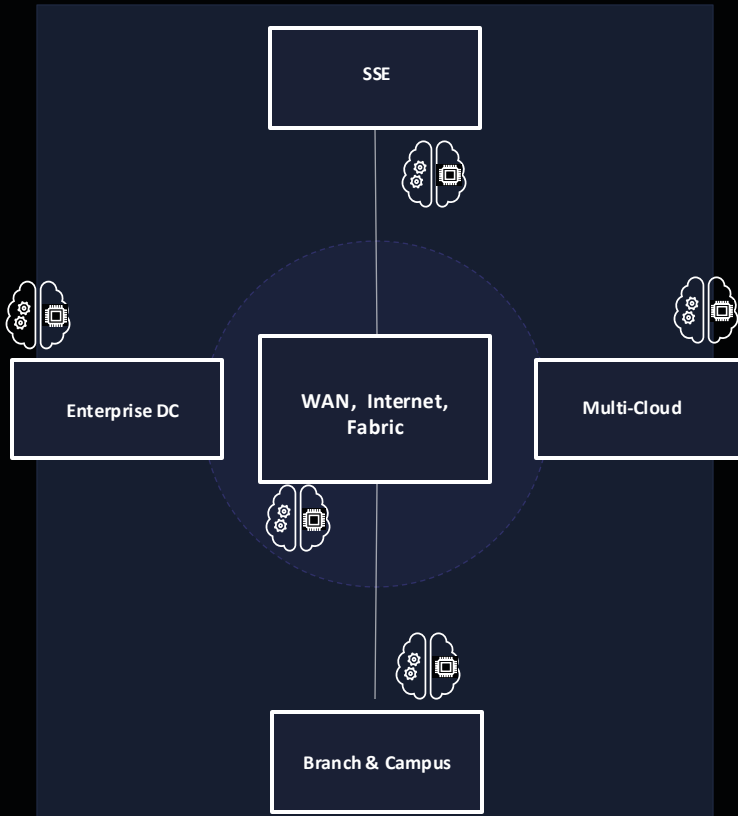 SSE
Enterprise DC
WAN, Internet,
Fabric
Multi-Cloud
Branch & Campus